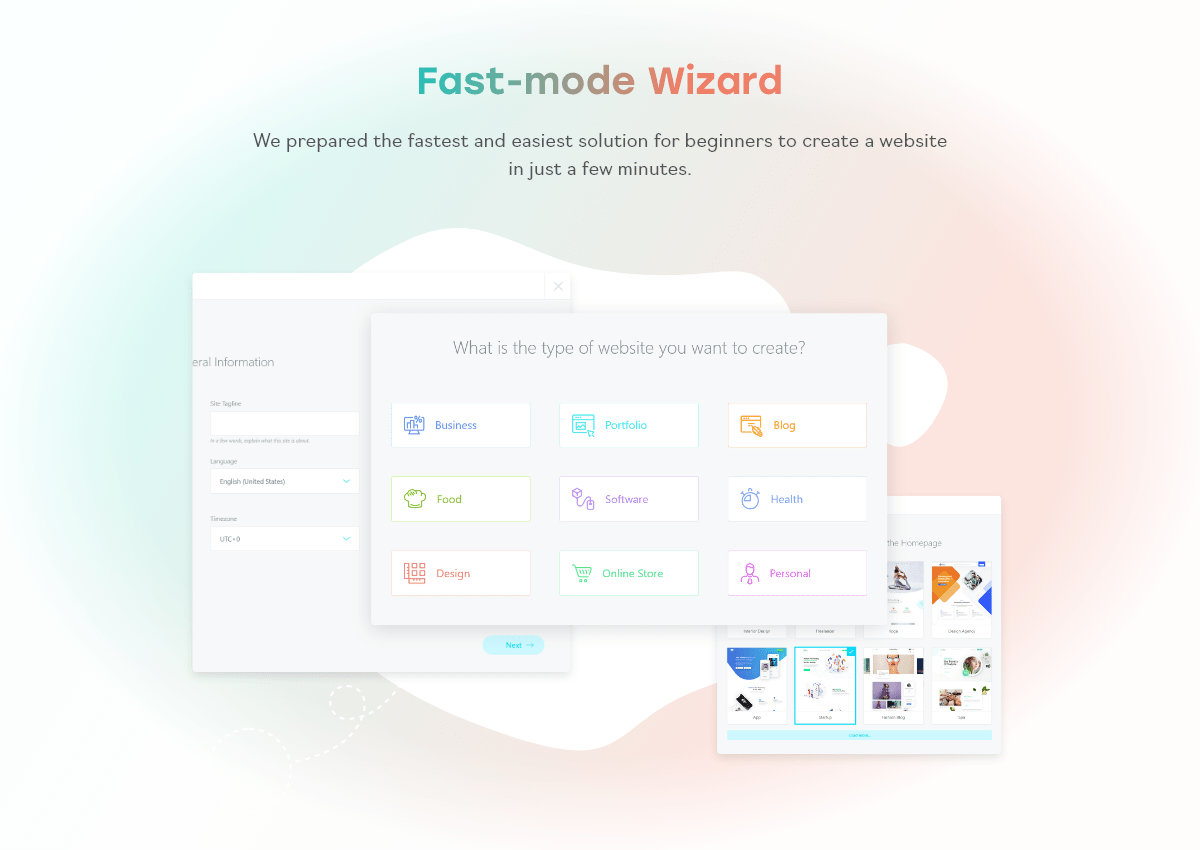 Fast-mode Wizard
We prepared the fastest and easiest solution for beginners to create a website
in just a few minutes.
eral Information
Site Tagline
In a few words, explain what this site is about.
Language
English (United States)
Timezone
UTC+0
Next
What is the type of website you want to create?
Business
Portfolio
Blog
Food
Software
Health
Design
Online Store
Personal
the Homepage
Interior Design
Freelancer
Yoga
Design Agency
App
Startup
Fashion Blog
Spa
Load more...